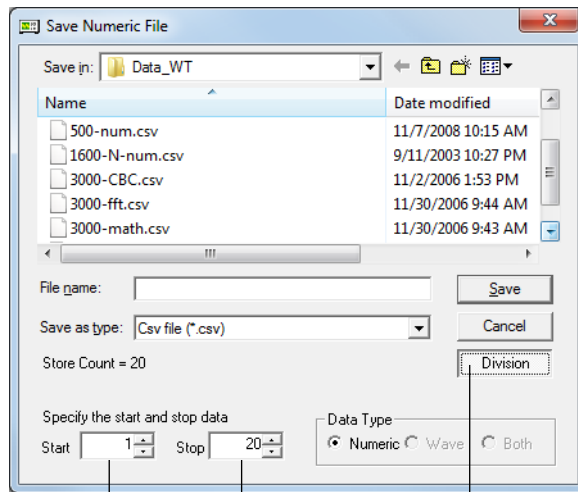 Save Numeric File
Save in: Data_WT
Name Date modified
500-num.csv 11/7/2008 10:15 AM
1600-N-num.csv 9/11/2003 10:27 PM
3000-CBC.csv 11/2/2006 1:53 PM
3000-fft.csv 11/30/2006 9:44 AM
3000-math.csv 11/30/2006 9:43 AM
File name: Save
Save as type: Csv file (*.csv) Cancel
Store Count = 20 Division
Specify the start and stop data Data Type
Start 1 Stop 20 Numeric Wave Both